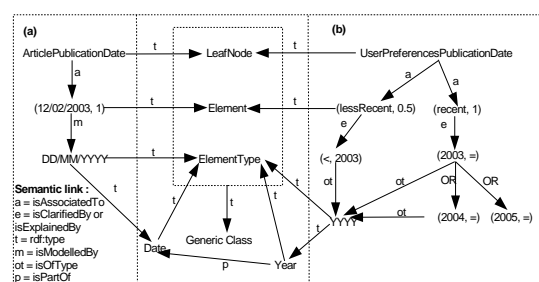 (a)
(b)
ArticlePublicationDate
t
LeafNode
t
UserPreferencesPublicationDate
a
a
a
(12/02/2003, 1)
t
Element
t
(lessRecent, 0.5)
(recent, 1)
m
e
e
DD/MM/YYYY
t
ElementType
(<, 2003)
(2003, =)
t
ot
ot
OR
OR
Semantic link :
a = isAssociatedTo
e = isClarifiedBy or
isExplainedBy
t = rdf:type
m = isModelledBy
ot = isOfType
p = isPartOf
t
t
t
t
YYYY
ot
(2004, =)
(2005, =)
Date
Generic Class
t
p
Year